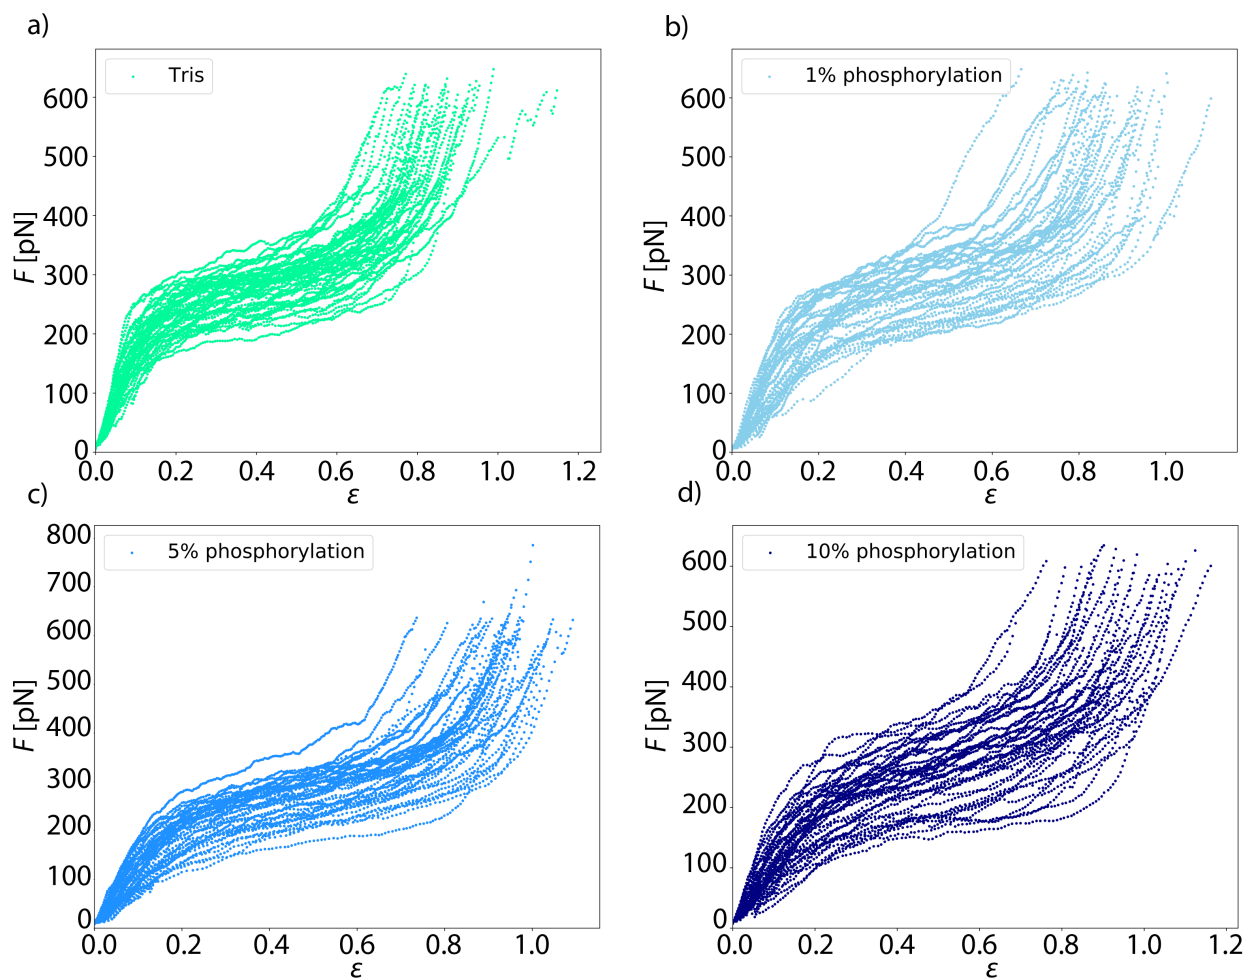 a)
Tris
600
500
400
300
200
100
0
F [pN]
0.0 0.2 0.4 0.6 0.8 1.0 1.2
ε
b)
1% phosphorylation
600
500
400
300
200
100
0
F [pN]
0.0 0.2 0.4 0.6 0.8 1.0
ε
c)
5% phosphorylation
800
700
600
500
400
300
200
100
0
F [pN]
0.0 0.2 0.4 0.6 0.8 1.0
ε
d)
10% phosphorylation
600
500
400
300
200
100
0
F [pN]
0.0 0.2 0.4 0.6 0.8 1.0 1.2
ε